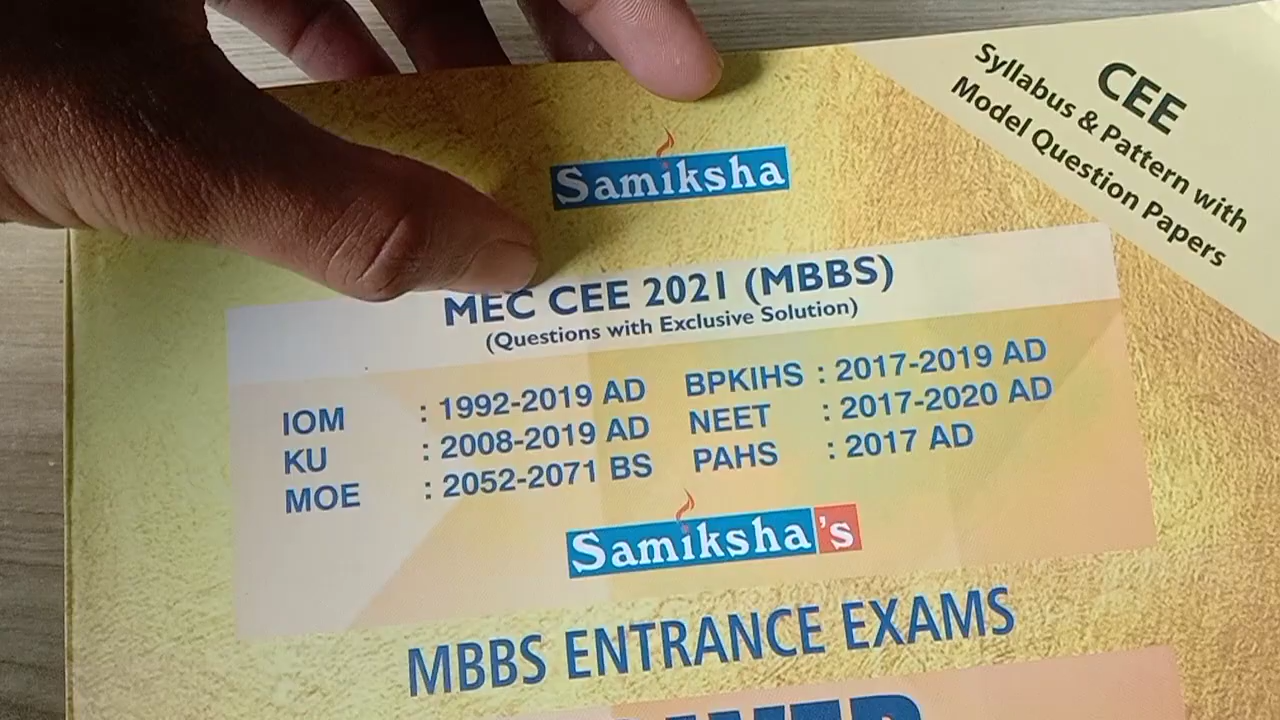 CEE
Syllabus & Pattern with
Model Question Papers
Samiksha
MEC CEE 2021 (MBBS)
(Questions with Exclusive Solution)
IOM : 1992-2019 AD BPKIHS : 2017-2019 AD
KU : 2008-2019 AD NEET : 2017-2020 AD
MOE : 2052-2071 BS PAHS : 2017 AD
Samiksha's
MBBS ENTRANCE EXAMS